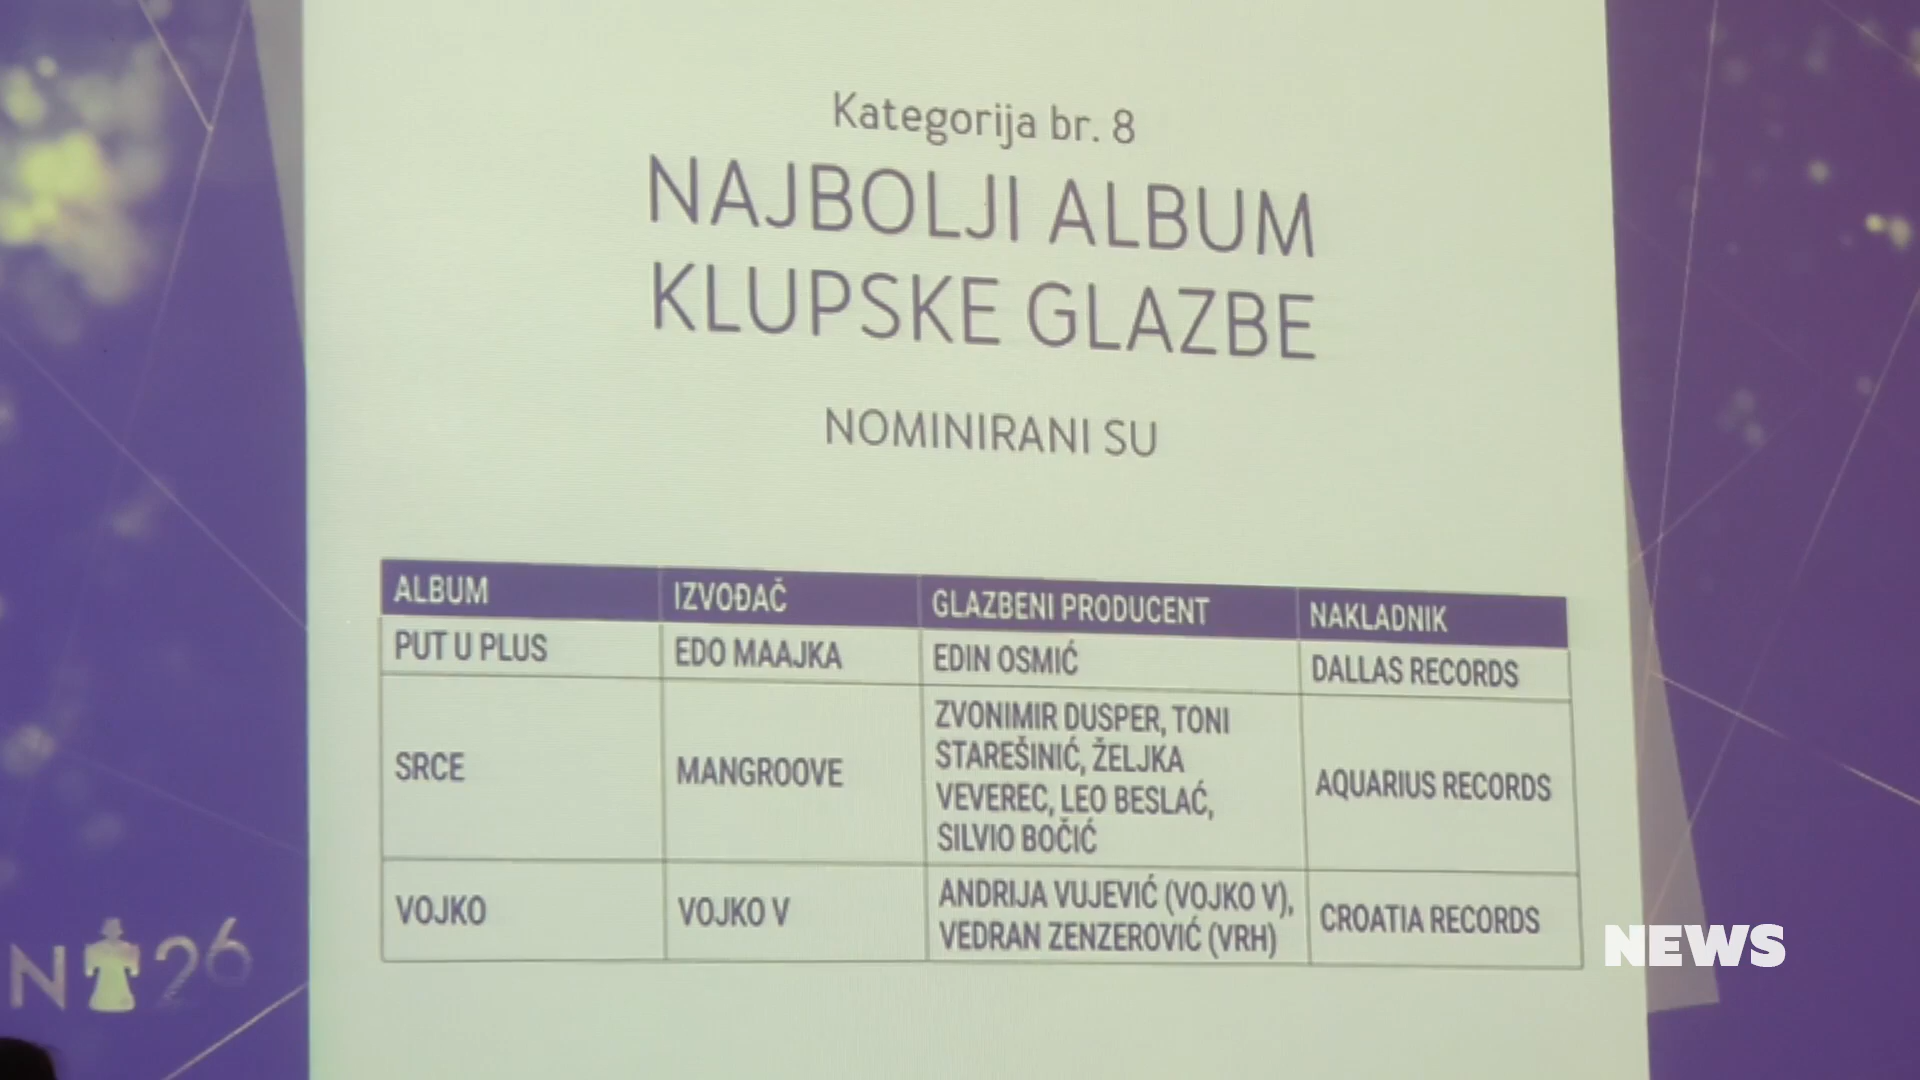 Kategorija br. 8
NAJBOLJI ALBUM
KLUPSKE GLAZBE
NOMINIRANI SU
ALBUM IZVOĐAČ GLAZBENI PRODUCENT NAKLADNIK
PUT U PLUS EDO MAAJKA EDIN OSMIĆ DALLAS RECORDS
SRCE MANGROOVE ZVONIMIR DUSPER, TONI
STAREŠINIĆ, ŽELJKA
VEVEREC, LEO BESLAĆ,
SILVIO BOČIĆ AQUARIUS RECORDS
VOJKO VOJKO V ANDRIJA VUJEVIĆ (VOJKO V),
VEDRAN ZENZEROVIĆ (VRH) CROATIA RECORDS
N 26
NEWS